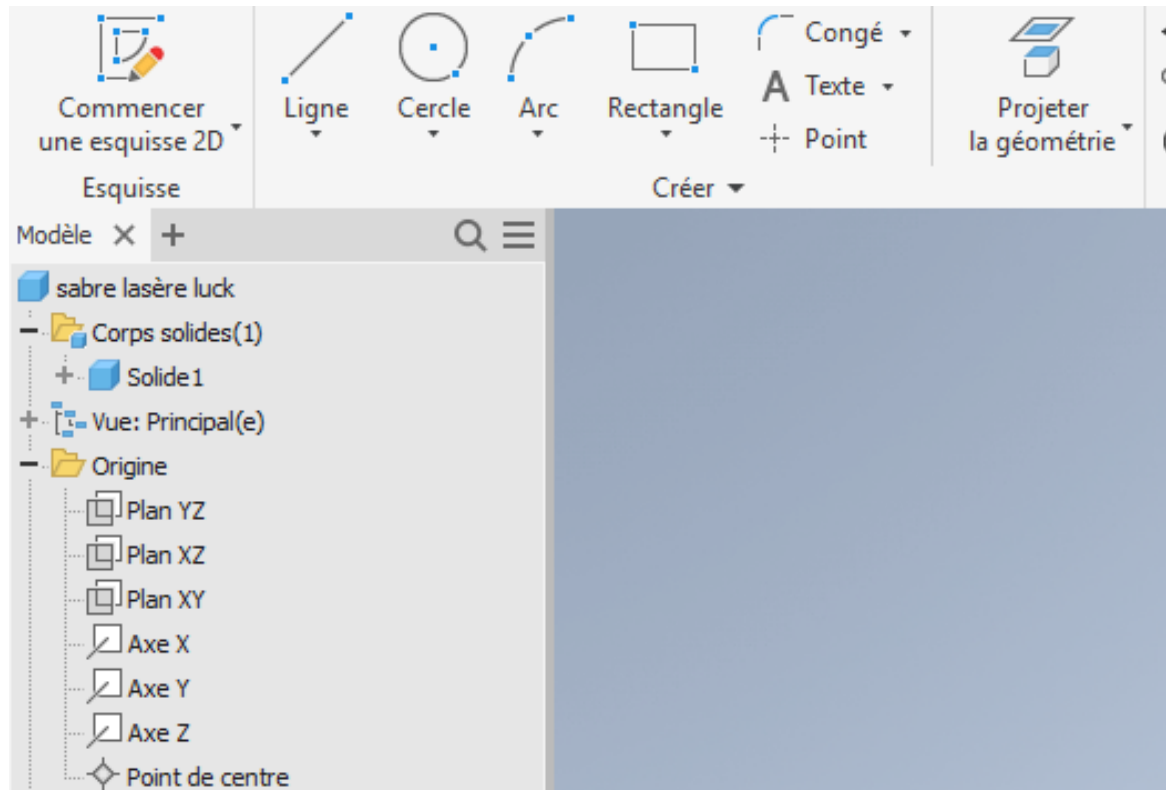 Commencer
une esquisse 2D
Ligne
Cercle
Arc
Rectangle
Congé
A Texte
Point
Projeter
la géométrie
Esquisse
Créer
Modèle
sabre lasère luck
Corps solides(1)
Solide1
Vue: Principal(e)
Origine
Plan YZ
Plan XZ
Plan XY
Axe X
Axe Y
Axe Z
Point de centre